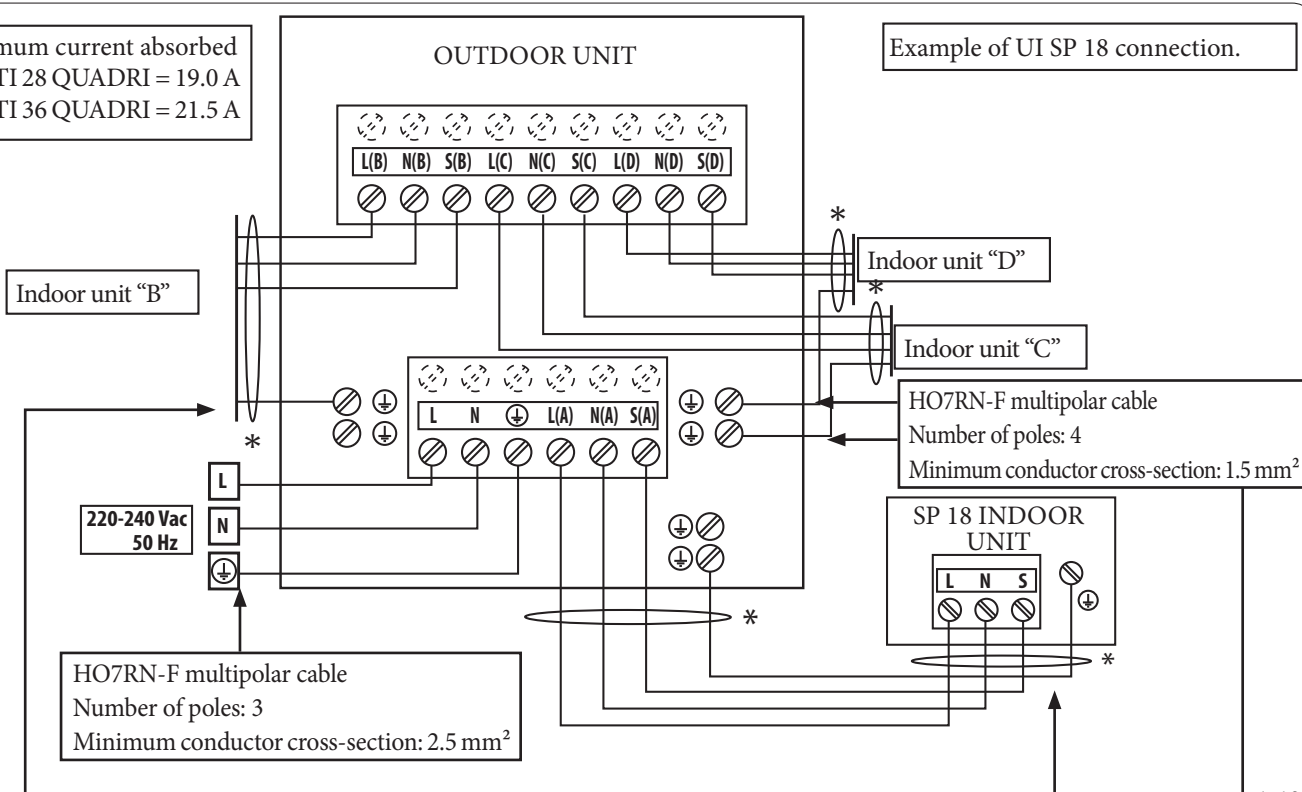 current absorbed
28 QUADRI = 19.0 A
36 QUADRI = 21.5 A
OUTDOOR UNIT
Example of UI SP 18 connection.
L(B) N(B) S(B) L(C) N(C) S(C) L(D) N(D) S(D)
*
Indoor unit “D”
Indoor unit “B”
*
Indoor unit “C”
L N L(A) N(A) S(A)
*
HO7RN-F multipolar cable
Number of poles: 4
Minimum conductor cross-section: 1.5 mm²
L
220-240 Vac
50 Hz
N
SP 18 INDOOR
UNIT
L N S
*
*
HO7RN-F multipolar cable
Number of poles: 3
Minimum conductor cross-section: 2.5 mm²